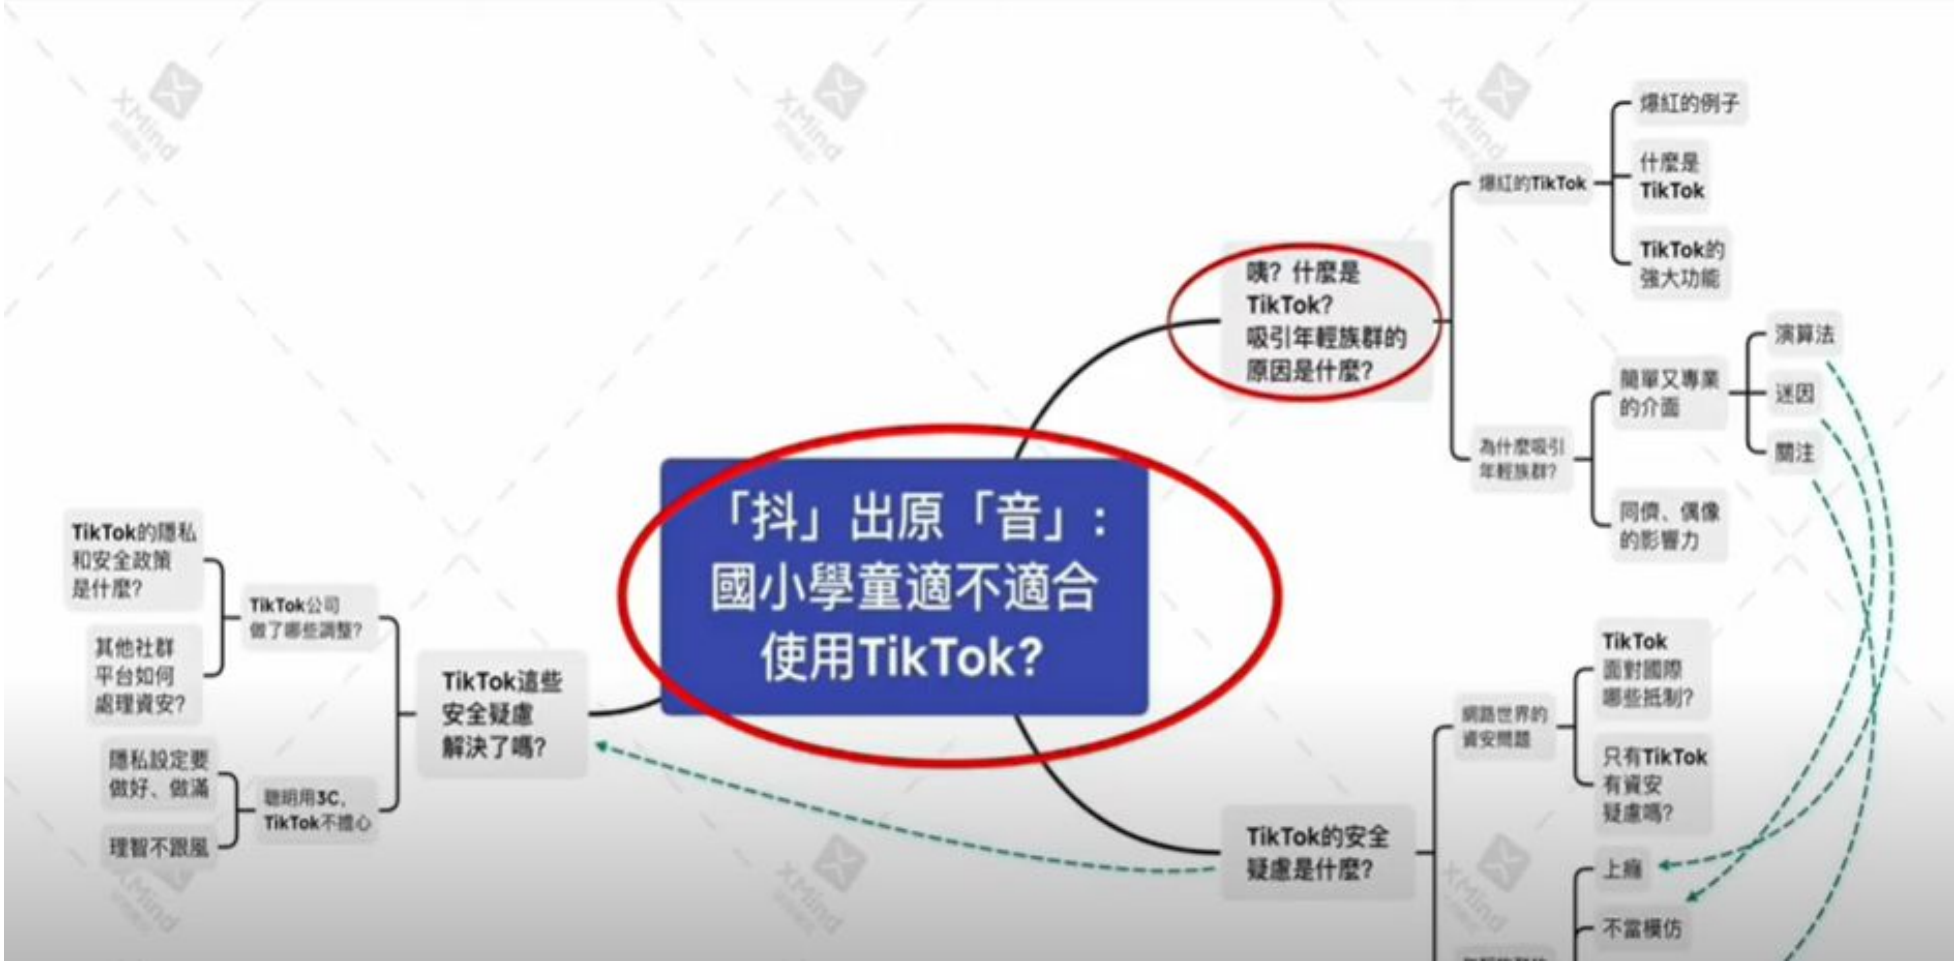 「抖」出原「音」:
國小學童適不適合
使用TikTok?
咦? 什麼是
TikTok?
吸引年輕族群的
原因是什麼?
爆紅的TikTok
爆紅的例子
什麼是
TikTok
TikTok的
強大功能
為什麼吸引
年輕族群?
簡單又專業
的介面
演算法
迷因
關注
同儕、偶像
的影響力
TikTok的安全
疑慮是什麼?
網路世界的
資安問題
TikTok
面對國際
哪些抵制?
只有TikTok
有資安
疑慮嗎?
上癮
不當模仿
TikTok這些
安全疑慮
解決了嗎?
TikTok公司
做了哪些調整?
TikTok的隱私
和安全政策
是什麼?
其他社群
平台如何
處理資安?
聰明用3C,
TikTok不擔心
隱私設定要
做好、做滿
理智不跟風
XMind
XMind
XMind
XMind
XMind
XMind